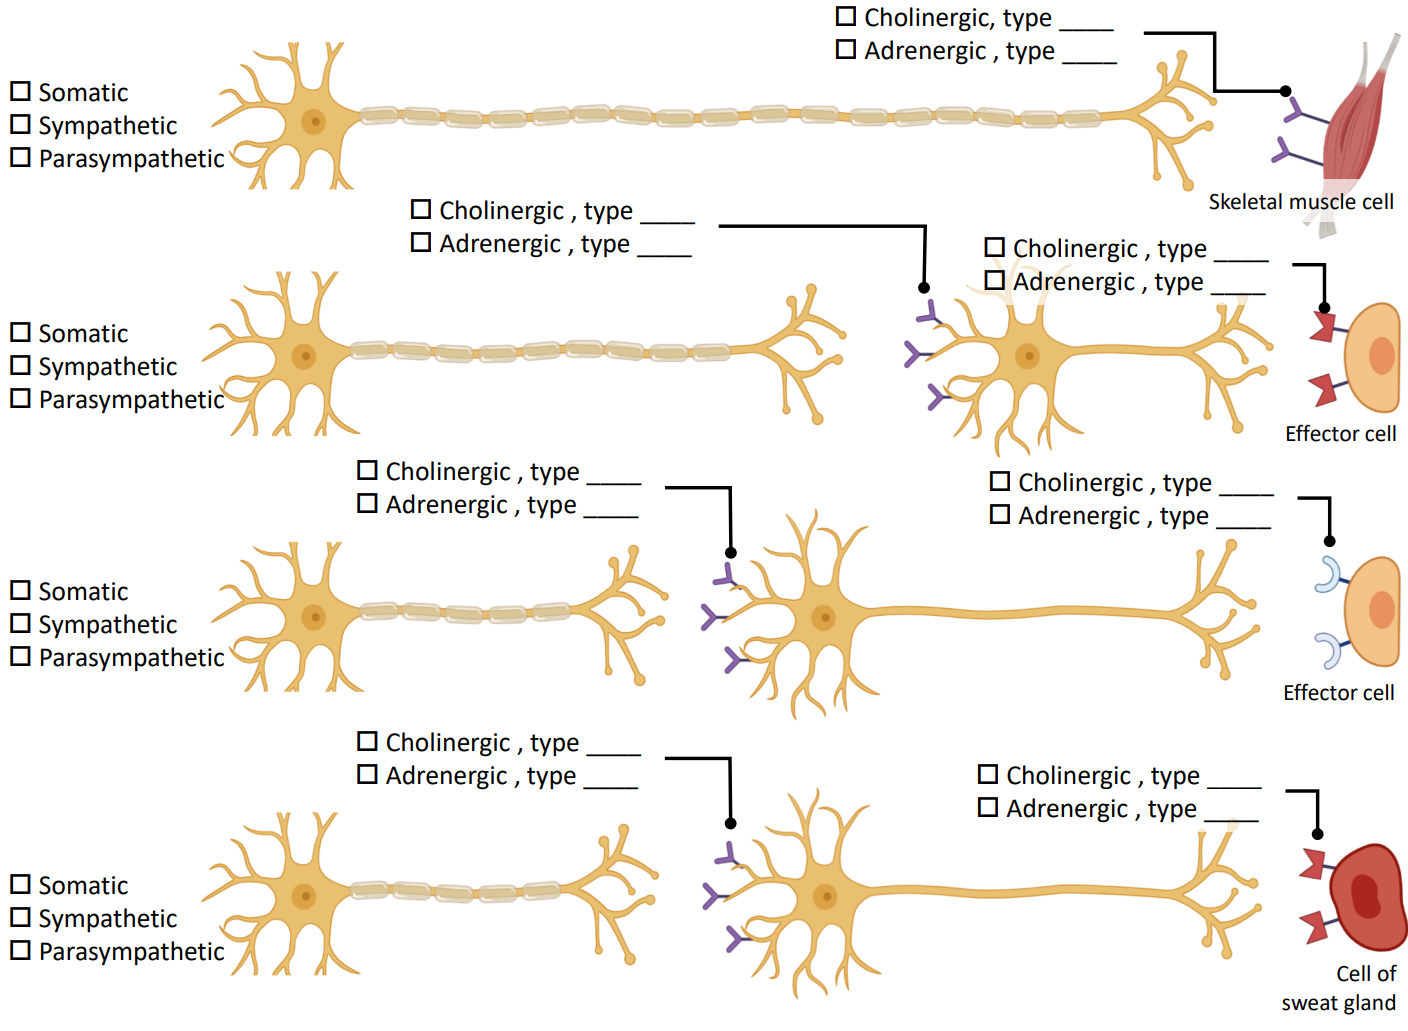 ☐ Cholinergic, type ____
☐ Adrenergic, type ____
☐ Somatic
☐ Sympathetic
☐ Parasympathetic
Skeletal muscle cell
☐ Cholinergic , type ____
☐ Adrenergic , type ____
☐ Cholinergic , type ____
☐ Adrenergic , type ____
☐ Somatic
☐ Sympathetic
☐ Parasympathetic
Effector cell
☐ Cholinergic , type ____
☐ Adrenergic , type ____
☐ Cholinergic , type ____
☐ Adrenergic , type ____
☐ Somatic
☐ Sympathetic
☐ Parasympathetic
Effector cell
☐ Cholinergic , type ____
☐ Adrenergic , type ____
☐ Cholinergic , type ____
☐ Adrenergic , type ____
☐ Somatic
☐ Sympathetic
☐ Parasympathetic
Cell of
sweat gland